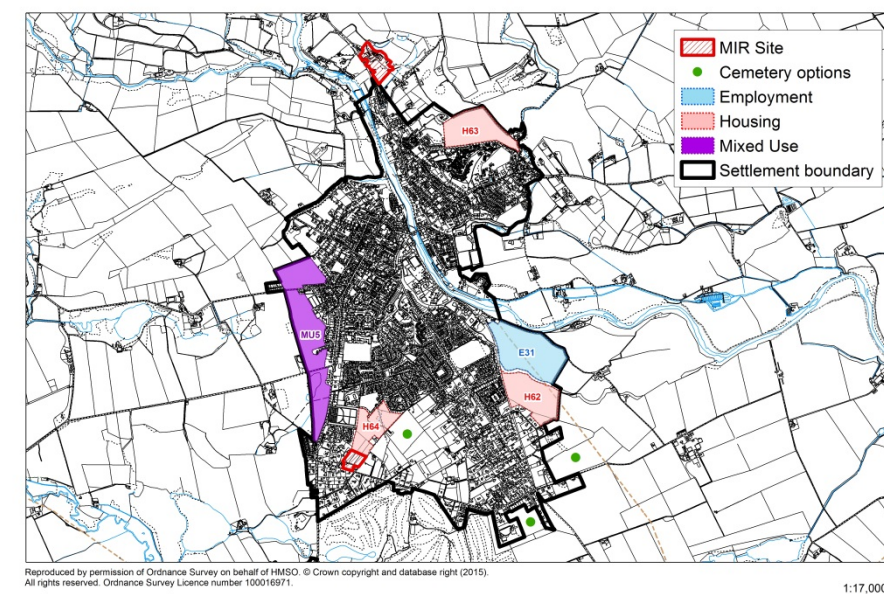 MIR Site
Cemetery options
Employment
Housing
Mixed Use
Settlement boundary
H63
MU5
E31
H62
H64
Reproduced by permission of Ordnance Survey on behalf of HMSO. © Crown copyright and database right (2015).
All rights reserved. Ordnance Survey Licence number 100016971.
1:17,000